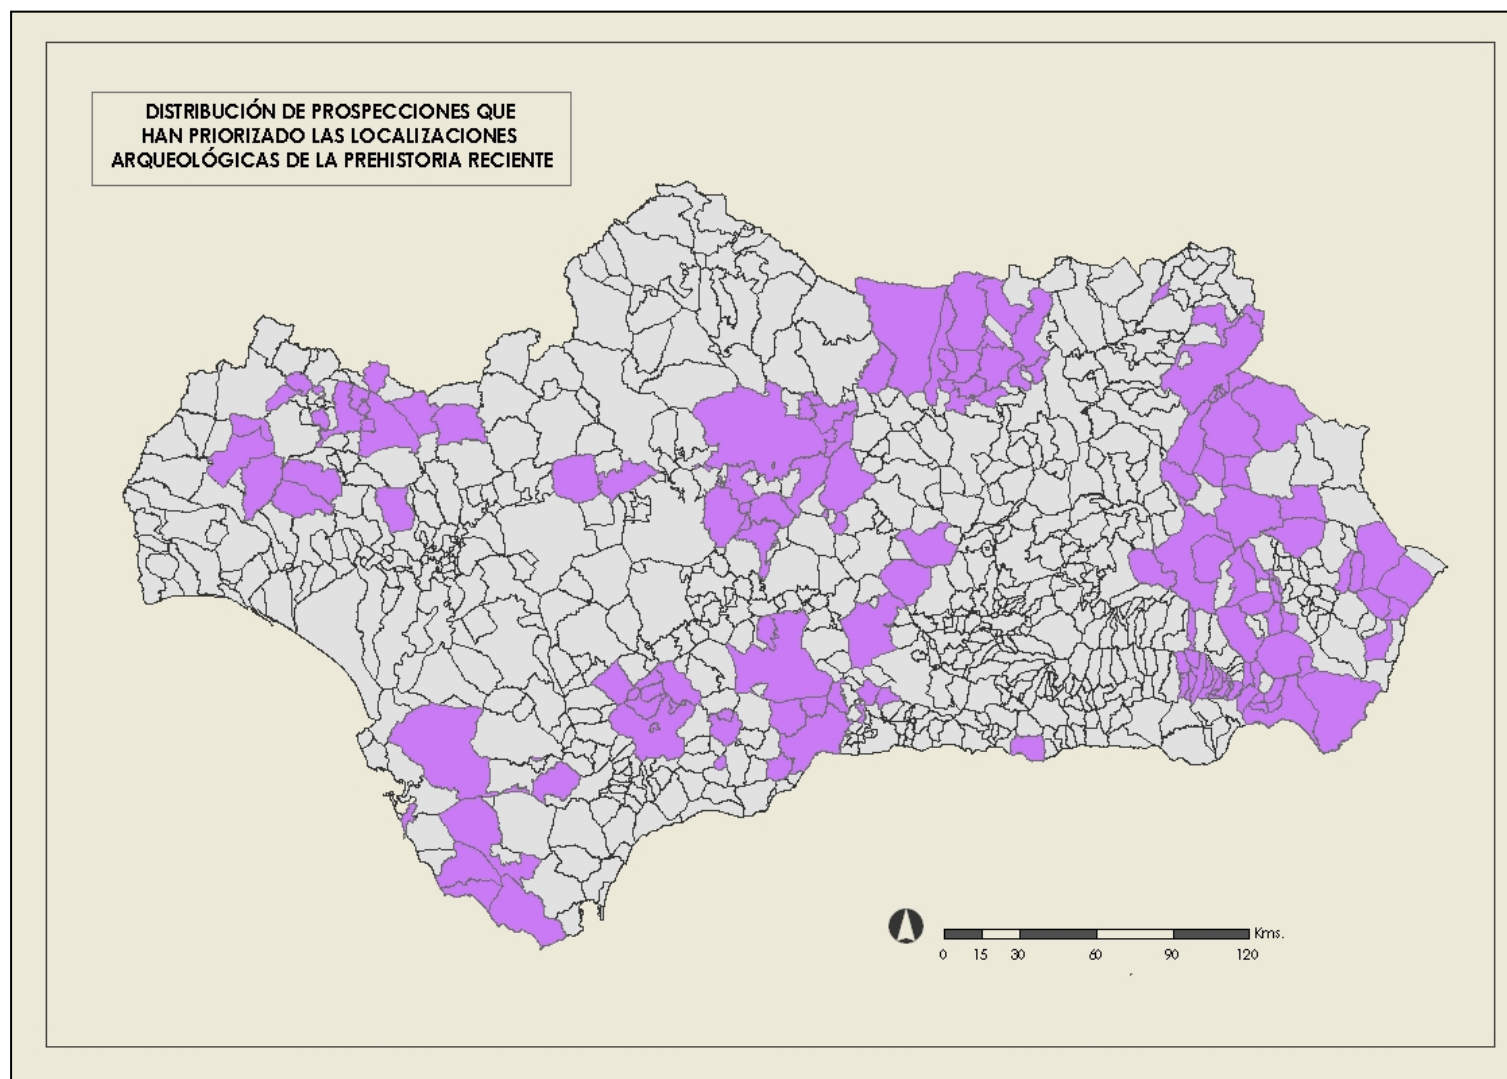 DISTRIBUCIÓN DE PROSPECCIONES QUE
HAN PRIORIZADO LAS LOCALIZACIONES
ARQUEOLÓGICAS DE LA PREHISTORIA RECIENTE
Kms.
0 15 30 60 90 120